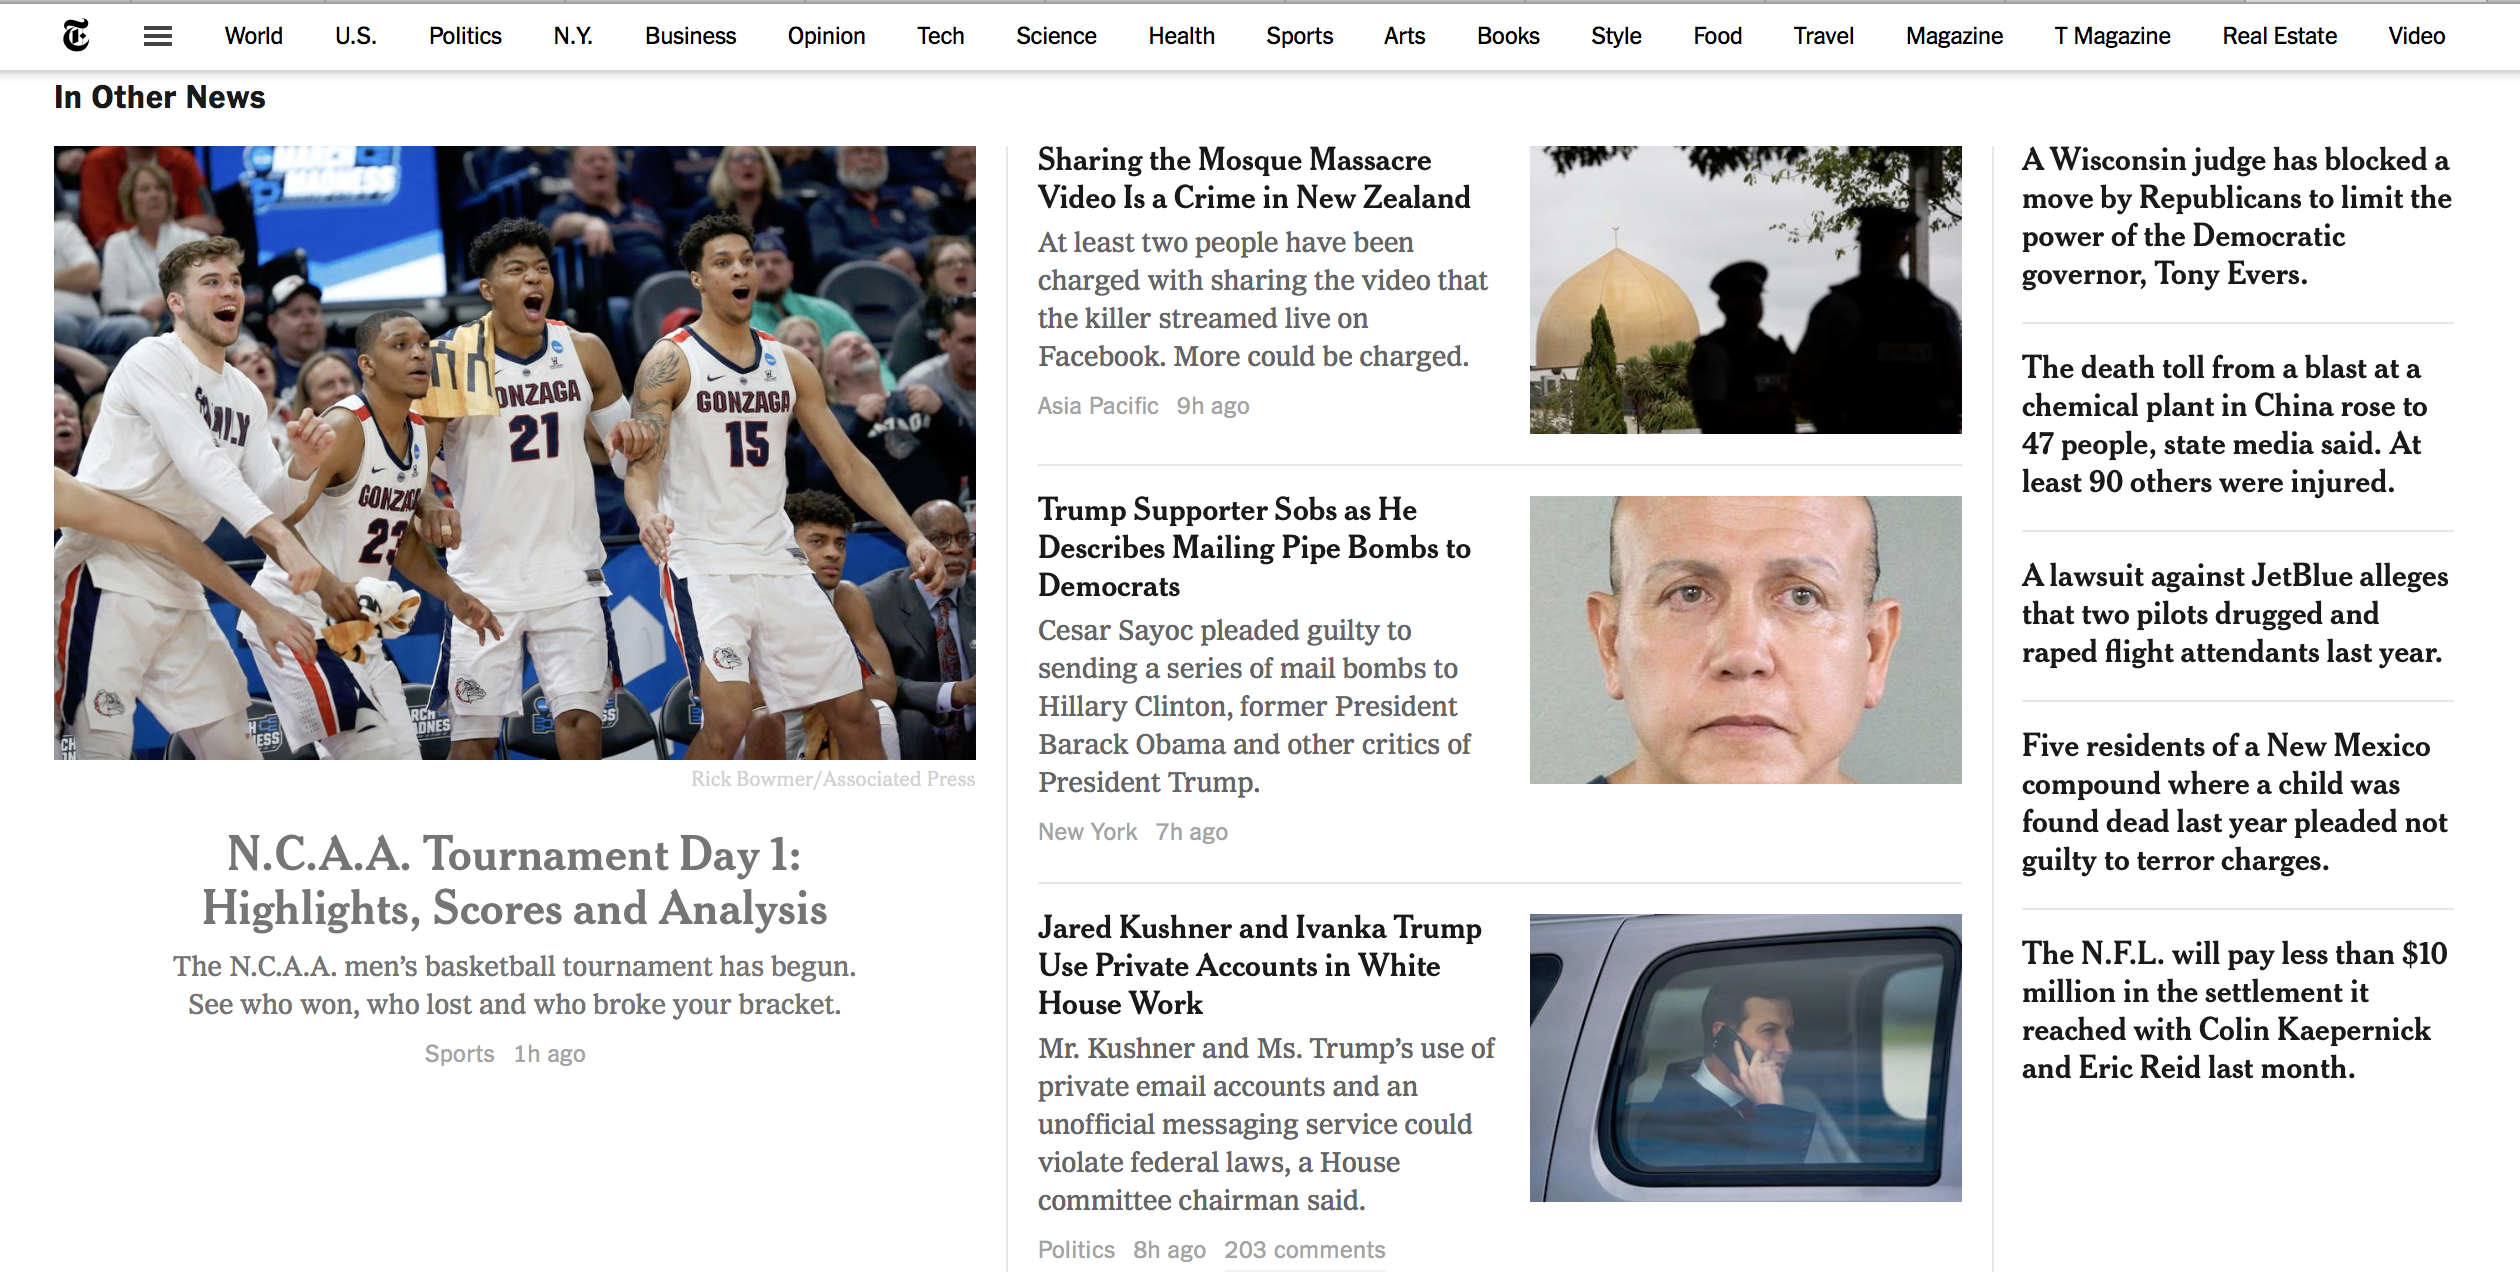 World U.S. Politics N.Y. Business Opinion Tech Science Health Sports Arts Books Style Food Travel Magazine T Magazine Real Estate Video
In Other News
MARCH
MADNESS
GONZAGA
21
GONZAGA
15
23
Rick Bowmer/Associated Press
N.C.A.A. Tournament Day 1:
Highlights, Scores and Analysis
The N.C.A.A. men’s basketball tournament has begun.
See who won, who lost and who broke your bracket.
Sports 1h ago
Sharing the Mosque Massacre
Video Is a Crime in New Zealand
At least two people have been
charged with sharing the video that
the killer streamed live on
Facebook. More could be charged.
Asia Pacific 9h ago
Trump Supporter Sobs as He
Describes Mailing Pipe Bombs to
Democrats
Cesar Sayoc pleaded guilty to
sending a series of mail bombs to
Hillary Clinton, former President
Barack Obama and other critics of
President Trump.
New York 7h ago
Jared Kushner and Ivanka Trump
Use Private Accounts in White
House Work
Mr. Kushner and Ms. Trump’s use of
private email accounts and an
unofficial messaging service could
violate federal laws, a House
committee chairman said.
Politics 8h ago 203 comments
A Wisconsin judge has blocked a
move by Republicans to limit the
power of the Democratic
governor, Tony Evers.
The death toll from a blast at a
chemical plant in China rose to
47 people, state media said. At
least 90 others were injured.
A lawsuit against JetBlue alleges
that two pilots drugged and
raped flight attendants last year.
Five residents of a New Mexico
compound where a child was
found dead last year pleaded not
guilty to terror charges.
The N.F.L. will pay less than $10
million in the settlement it
reached with Colin Kaepernick
and Eric Reid last month.